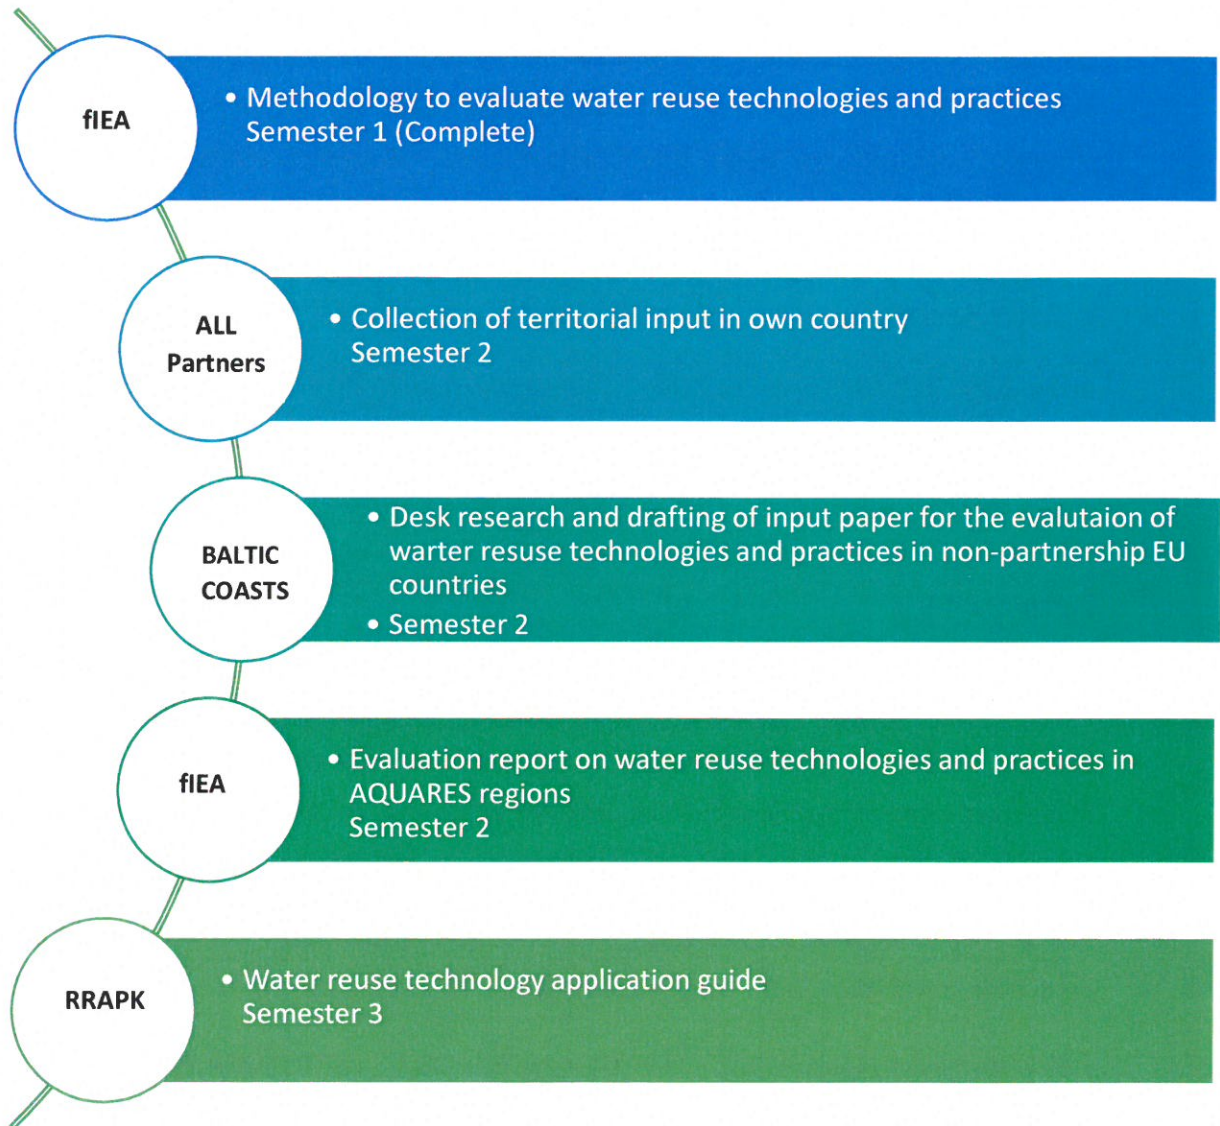 fIEA
• Methodology to evaluate water reuse technologies and practices
Semester 1 (Complete)
ALL
Partners
• Collection of territorial input in own country
Semester 2
BALTIC
COASTS
• Desk research and drafting of input paper for the evalutaion of
warter resuse technologies and practices in non-partnership EU
countries
• Semester 2
fIEA
• Evaluation report on water reuse technologies and practices in
AQUARES regions
Semester 2
RRAPK
• Water reuse technology application guide
Semester 3